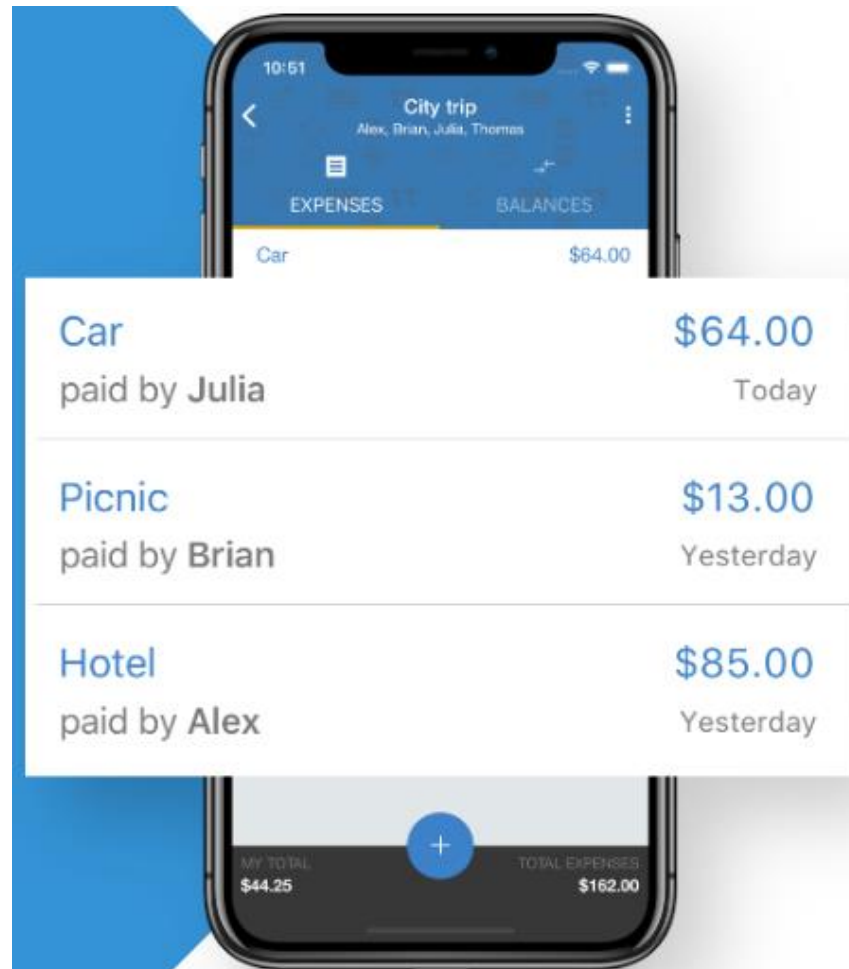 10:51
City trip
Alex, Brian, Julia, Thomas
EXPENSES BALANCES
Car $64.00
Car $64.00
paid by Julia Today
Picnic $13.00
paid by Brian Yesterday
Hotel $85.00
paid by Alex Yesterday
+
MY TOTAL TOTAL EXPENSES
$44.25 $162.00